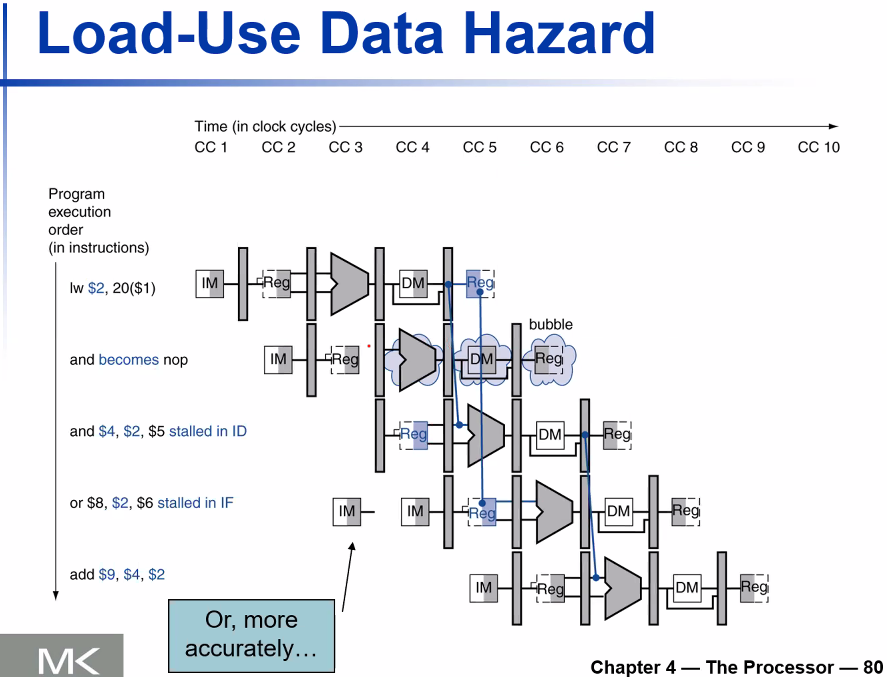 Load-Use Data Hazard
Time (in clock cycles)
CC 1 CC 2 CC 3 CC 4 CC 5 CC 6 CC 7 CC 8 CC 9 CC 10
Program
execution
order
(in instructions)
lw $2, 20($1)
IM Reg DM Reg
bubble
and becomes nop
IM Reg DM Reg
and $4, $2, $5 stalled in ID
Reg DM Reg
or $8, $2, $6 stalled in IF
IM IM Reg DM Reg
add $9, $4, $2
IM Reg DM Reg
Or, more
accurately…
MK
Chapter 4 — The Processor — 80